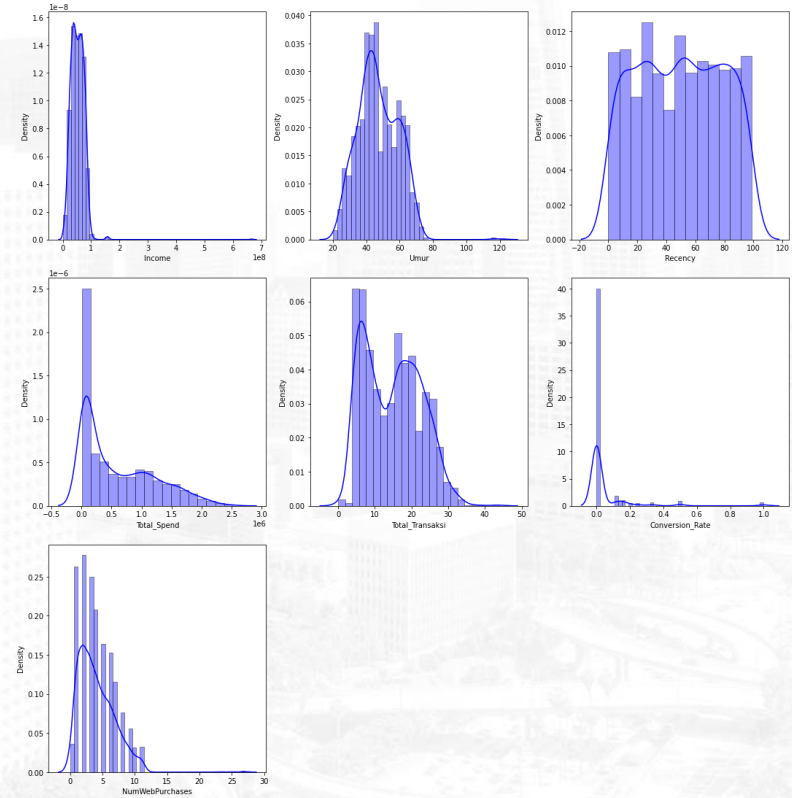 1e−8
1.6
1.4
1.2
1.0
0.8
0.6
0.4
0.2
0.0
Density
0 1 2 3 4 5 6 7
1e8
Income
0.040
0.035
0.030
0.025
0.020
0.015
0.010
0.005
0.000
Density
20 40 60 80 100 120
Umur
0.012
0.010
0.008
0.006
0.004
0.002
0.000
Density
−20 0 20 40 60 80 100 120
Recency
1e−6
2.5
2.0
1.5
1.0
0.5
0.0
Density
−0.5 0.0 0.5 1.0 1.5 2.0 2.5
1e6
Total_Spend
0.06
0.05
0.04
0.03
0.02
0.01
0.00
Density
0 10 20 30 40 50
Total_Transaksi
40
35
30
25
20
15
10
5
0
Density
0.0 0.2 0.4 0.6 0.8 1.0
Conversion_Rate
0.25
0.20
0.15
0.10
0.05
0.00
Density
0 5 10 15 20 25 30
NumWebPurchases